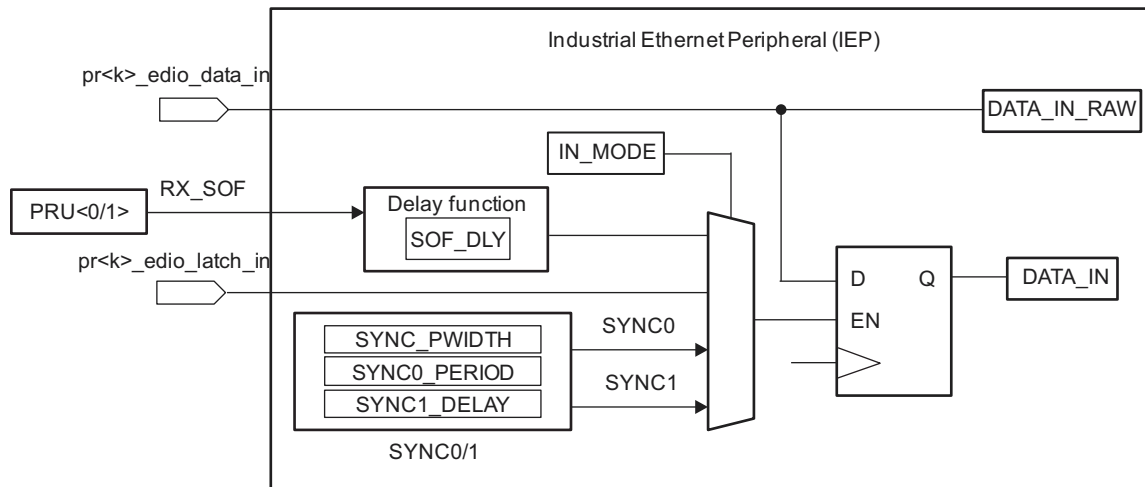 Industrial Ethernet Peripheral (IEP)
pr<k>_edio_data_in
DATA_IN_RAW
IN_MODE
RX_SOF
PRU<0/1>
Delay function
SOF_DLY
pr<k>_edio_latch_in
D
Q
DATA_IN
EN
SYNC_PWIDTH
SYNC0
SYNC0_PERIOD
SYNC1
SYNC1_DELAY
SYNC0/1